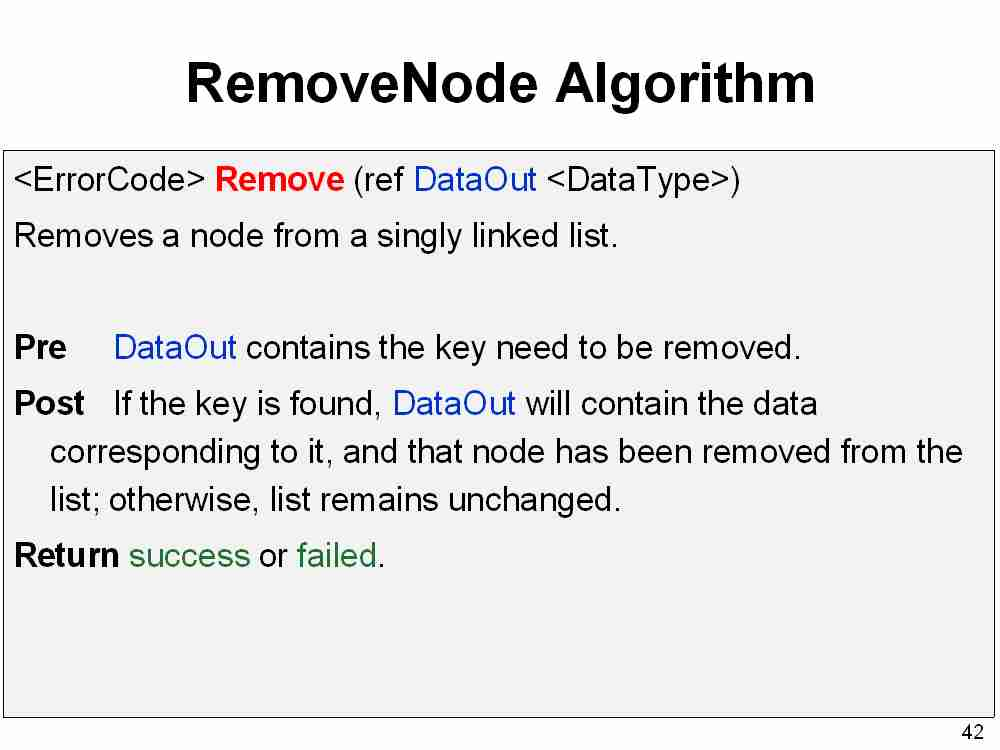 RemoveNode Algorithm
<ErrorCode> Remove (ref DataOut <DataType>)
Removes a node from a singly linked list.
Pre DataOut contains the key need to be removed.
Post If the key is found, DataOut will contain the data
corresponding to it, and that node has been removed from the
list; otherwise, list remains unchanged.
Return success or failed.
42